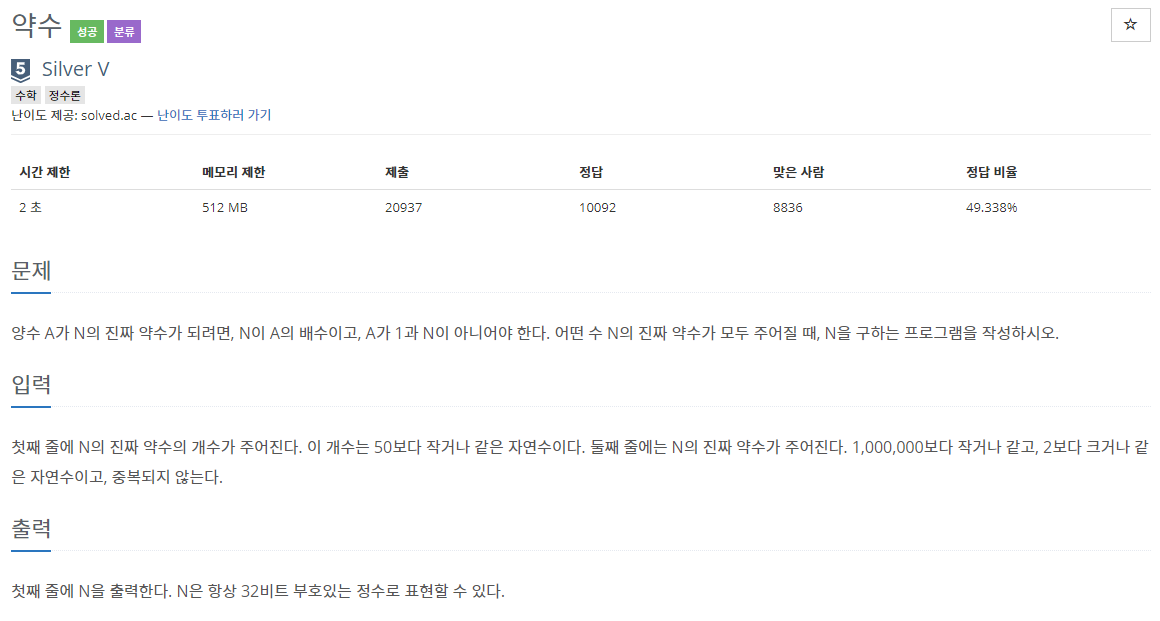 약수 성공 분류
☆
5 Silver V
수학 정수론
난이도 제공: solved.ac — 난이도 투표하러 가기
시간 제한 메모리 제한 제출 정답 맞은 사람 정답 비율
2 초 512 MB 20937 10092 8836 49.338%
문제
양수 A가 N의 진짜 약수가 되려면, N이 A의 배수이고, A가 1과 N이 아니어야 한다. 어떤 수 N의 진짜 약수가 모두 주어질 때, N을 구하는 프로그램을 작성하시오.
입력
첫째 줄에 N의 진짜 약수의 개수가 주어진다. 이 개수는 50보다 작거나 같은 자연수이다. 둘째 줄에는 N의 진짜 약수가 주어진다. 1,000,000보다 작거나 같고, 2보다 크거나 같
은 자연수이고, 중복되지 않는다.
출력
첫째 줄에 N을 출력한다. N은 항상 32비트 부호있는 정수로 표현할 수 있다.